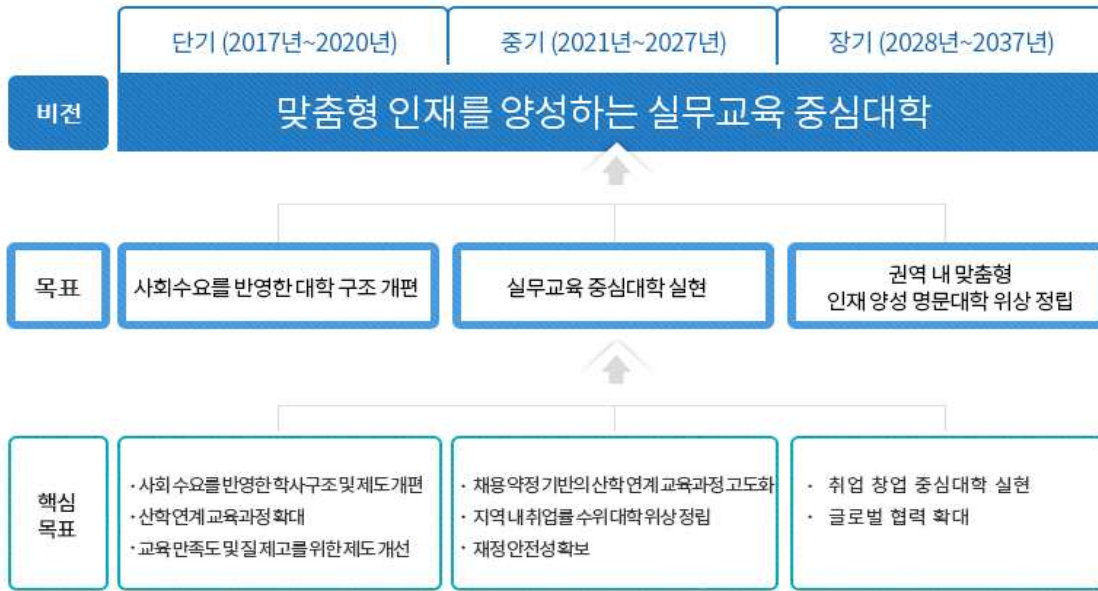 단기 (2017년~2020년)
중기 (2021년~2027년)
장기 (2028년~2037년)
비전
맞춤형 인재를 양성하는 실무교육 중심대학
목표
사회수요를 반영한 대학 구조 개편
실무교육 중심대학 실현
권역 내 맞춤형
인재 양성 명문대학 위상 정립
핵심
목표
· 사회 수요를 반영한 학사구조 및 제도 개편
· 산학 연계 교육과정 확대
· 교육 만족도 및 질 제고를 위한 제도 개선
· 채용약정 기반의 산학 연계 교육과정 고도화
· 지역 내 취업률 수위 대학 위상 정립
· 재정 안전성 확보
· 취업 창업 중심대학 실현
· 글로벌 협력 확대